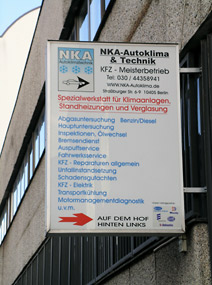 NKA-Autoklima
& Technik
NKA
Autoklima
KFZ - Meisterbetrieb
Tel: 030 / 44358941
www.NKA-Autoklima.de
Straßburger Str. 6-9 10405 Berlin
Spezialwerkstatt für Klimaanlagen,
Standheizungen und Verglasung
Abgasuntersuchung Benzin/Diesel
Hauptuntersuchung
Inspektionen, Ölwechsel
Bremsendienst
Auspuffservice
Fahrwerksservice
KFZ - Reparaturen allgemein
Unfallinstandsetzung
Schadensgutachten
KFZ - Elektrik
Transportkühlung
Motormanagementdiagnostik
u.v.m.
AUF DEM HOF
HINTEN LINKS